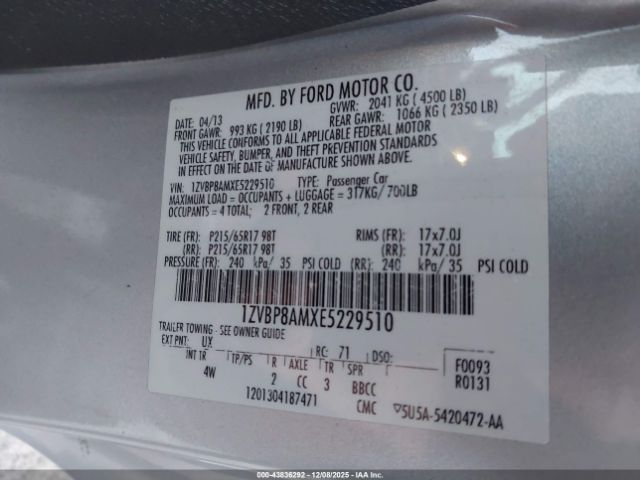 MFD. BY FORD MOTOR CO.
DATE: 04/13 GVWR: 2041 KG ( 4500 LB)
FRONT GAWR: 993 KG ( 2190 LB) REAR GAWR: 1066 KG ( 2350 LB)
THIS VEHICLE CONFORMS TO ALL APPLICABLE FEDERAL MOTOR
VEHICLE SAFETY, BUMPER, AND THEFT PREVENTION STANDARDS
IN EFFECT ON THE DATE OF MANUFACTURE SHOWN ABOVE.
VIN: 1ZVBP8AMXE5229510 TYPE: Passenger Car
MAXIMUM LOAD = OCCUPANTS + LUGGAGE = 317KG/ 700LB
OCCUPANTS = 4 TOTAL; 2 FRONT, 2 REAR
TIRE (FR): P215/65R17 98T RIMS (FR): 17x7.0J
(RR): P215/65R17 98T (RR): 17x7.0J
PRESSURE (FR): 240 kPa/ 35 PSI COLD (RR): 240 kPa/ 35 PSI COLD
1ZVBP8AMXE5229510
TRAILER TOWING - SEE OWNER GUIDE
EXT PNT: UX RC: 71 DSO: F0093
INT TR TP/PS R AXLE TR SPR R0131
4W 2 CC 3 BBCC
1201304187471 CMC ▽5U5A-5420472-AA
IAA 12000-43836292 12/08/2025 - IAAI.COM